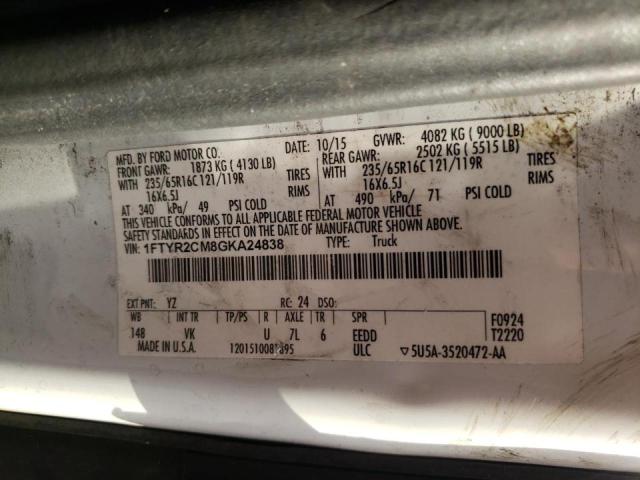 MFD. BY FORD MOTOR CO. DATE: 10/15 GVWR: 4082 KG ( 9000 LB)
FRONT GAWR: 1873 KG ( 4130 LB) REAR GAWR: 2502 KG ( 5515 LB)
WITH 235/65R16C 121/119R TIRES WITH 235/65R16C 121/119R TIRES
16X6.5J RIMS 16X6.5J RIMS
AT 340 kPa/ 49 PSI COLD AT 490 kPa/ 71 PSI COLD
THIS VEHICLE CONFORMS TO ALL APPLICABLE FEDERAL MOTOR VEHICLE
SAFETY STANDARDS IN EFFECT ON THE DATE OF MANUFACTURE SHOWN ABOVE.
VIN: 1FTYR2CM8GKA24838 TYPE: Truck
EXT PNT: YZ RC: 24 DSO:
WB INT TR TP/PS R AXLE TR SPR F0924
148 VK U 7L 6 EEDD T2220
MADE IN U.S.A. ULC ▽5U5A-3520472-AA